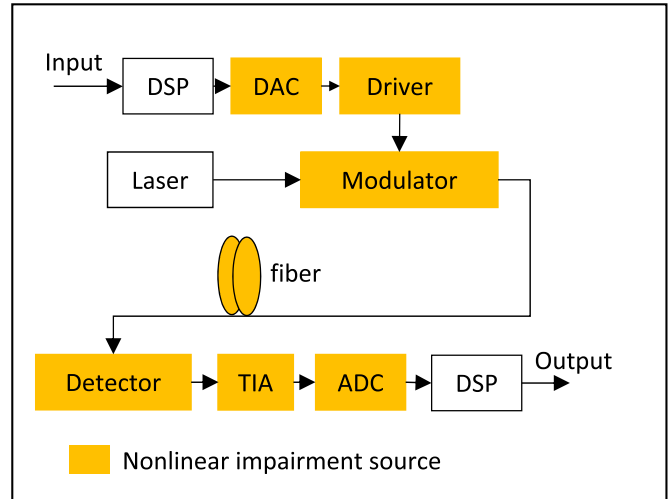 Input
DSP
DAC
Driver
Laser
Modulator
fiber
Detector
TIA
ADC
DSP
Output
Nonlinear impairment source